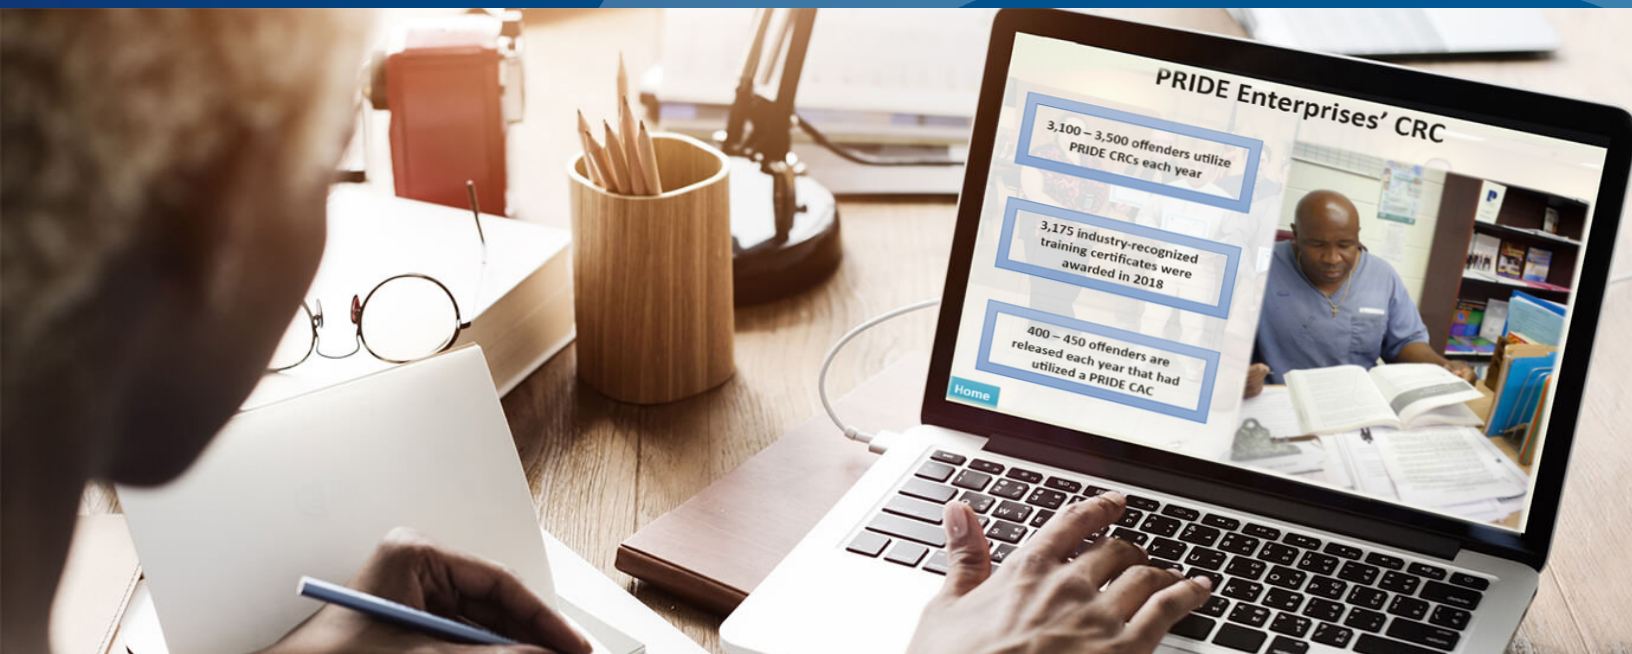 PRIDE Enterprises' CRC
3,100 – 3,500 offenders utilize
PRIDE CRCs each year
3,175 industry-recognized
training certificates were
awarded in 2018
400 – 450 offenders are
released each year that had
utilized a PRIDE CAC
Home